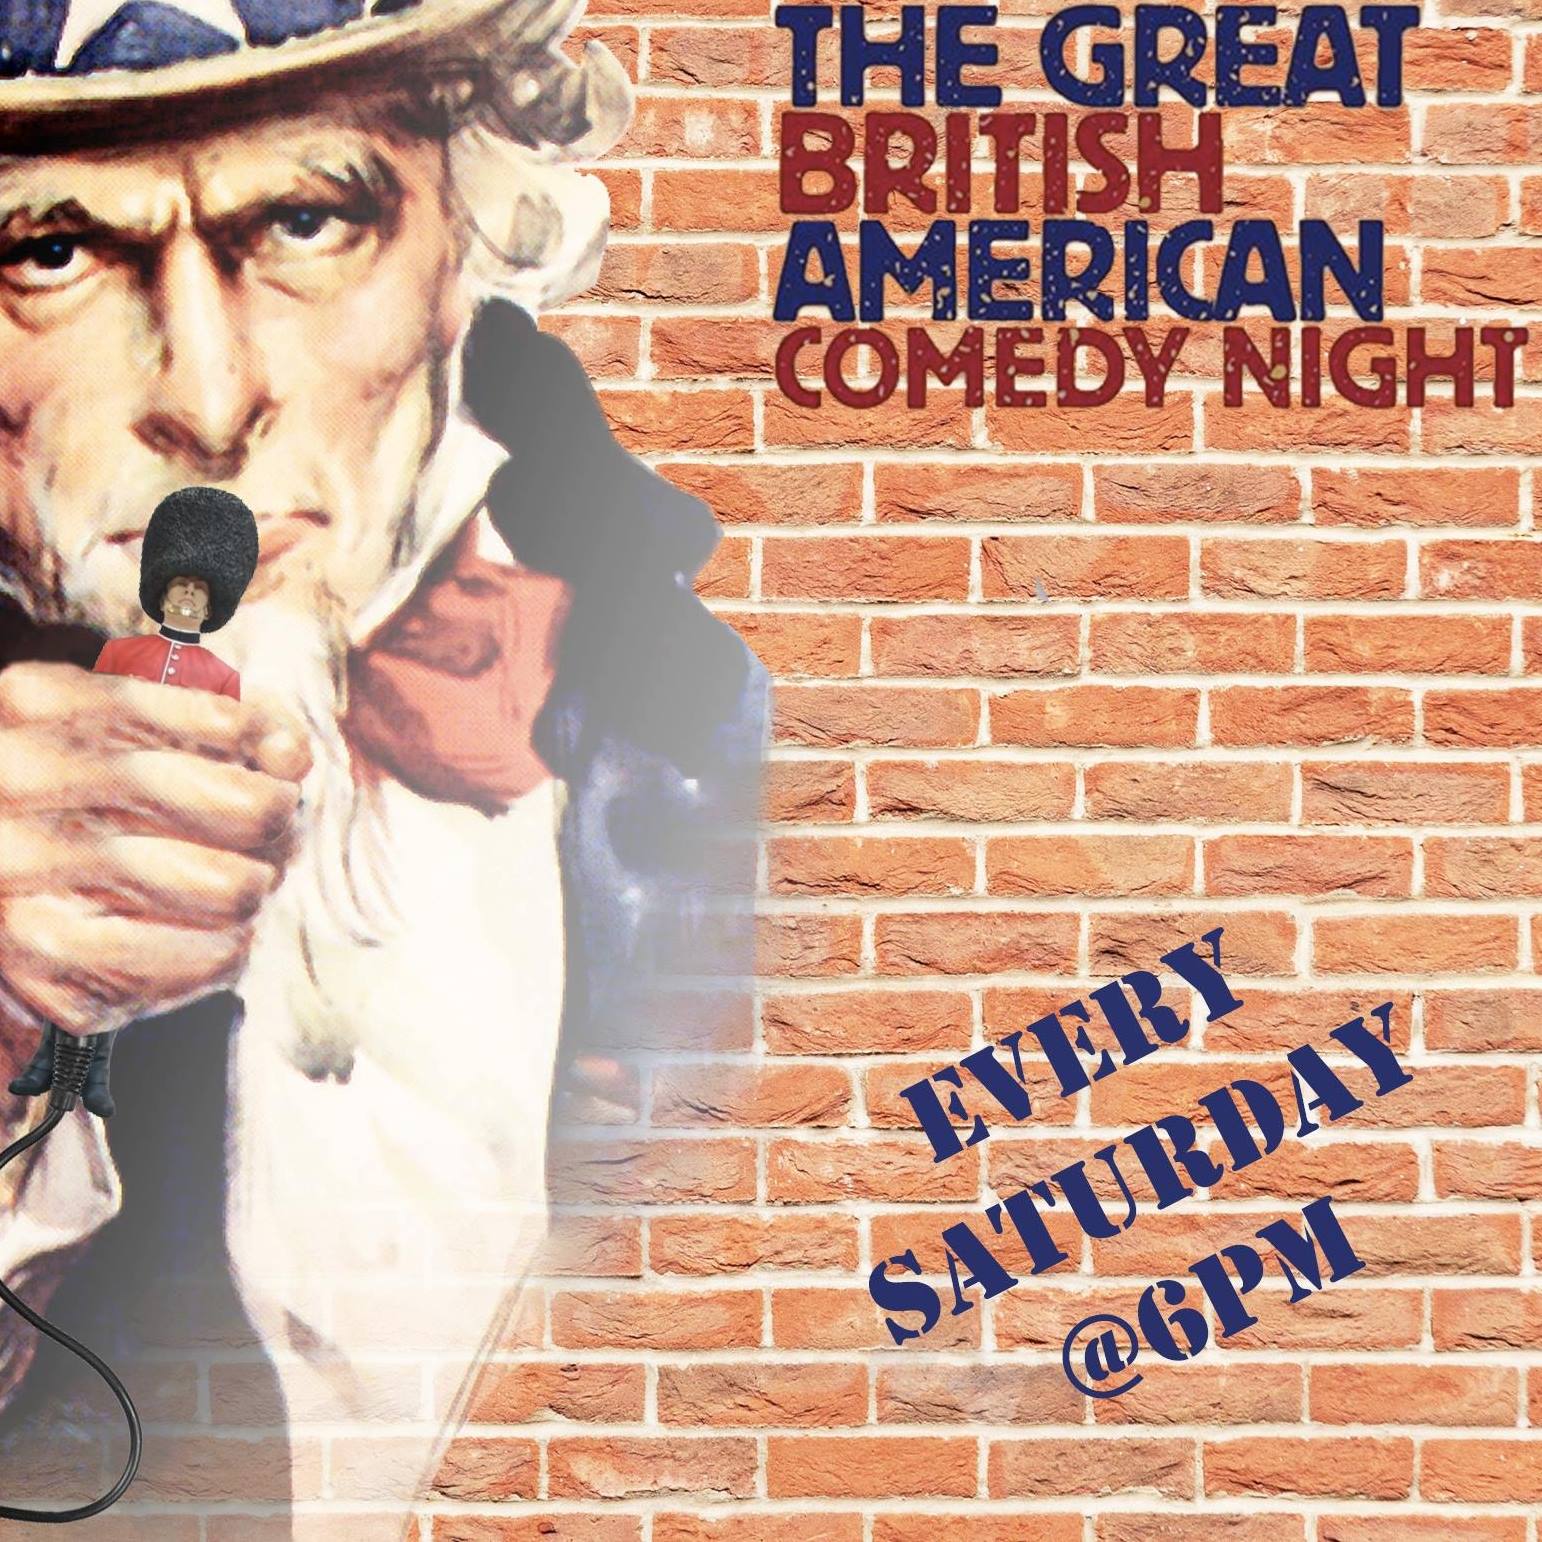 THE GREAT
BRITISH
AMERICAN
COMEDY NIGHT
EVERY
SATURDAY
@6PM